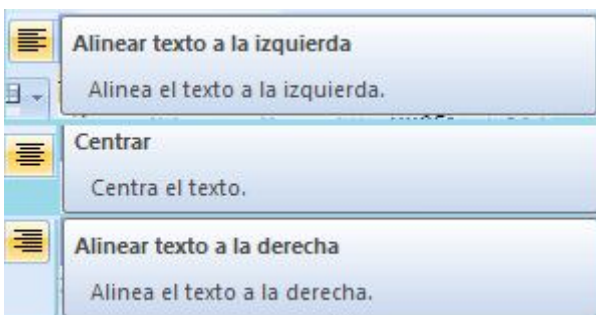 Alinear texto a la izquierda
Alinea el texto a la izquierda.
Centrar
Centra el texto.
Alinear texto a la derecha
Alinea el texto a la derecha.